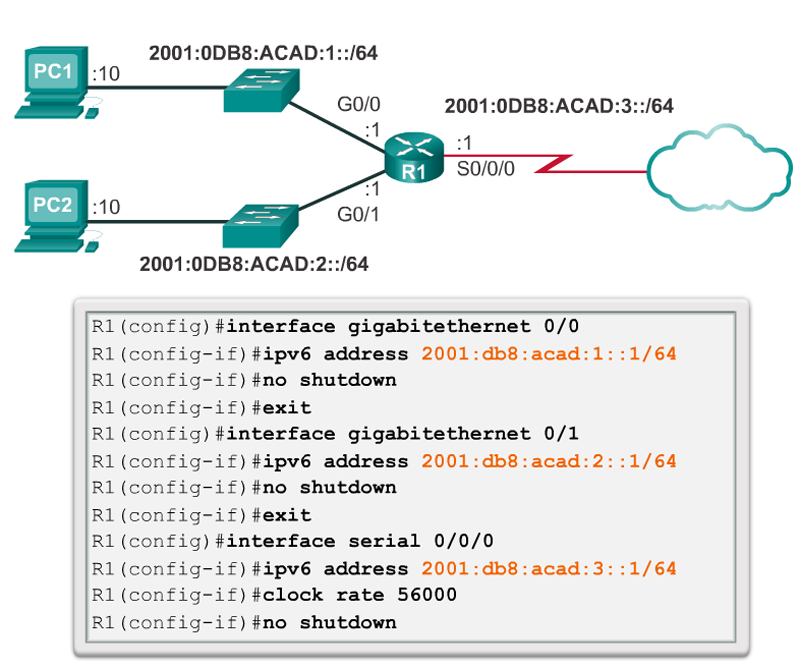 2001:0DB8:ACAD:1::/64
PC1
:10
G0/0
:1
2001:0DB8:ACAD:3::/64
:1
S0/0/0
R1
PC2
:10
:1
G0/1
2001:0DB8:ACAD:2::/64
R1(config)#interface gigabitethernet 0/0
R1(config-if)#ipv6 address 2001:db8:acad:1::1/64
R1(config-if)#no shutdown
R1(config-if)#exit
R1(config)#interface gigabitethernet 0/1
R1(config-if)#ipv6 address 2001:db8:acad:2::1/64
R1(config-if)#no shutdown
R1(config-if)#exit
R1(config)#interface serial 0/0/0
R1(config-if)#ipv6 address 2001:db8:acad:3::1/64
R1(config-if)#clock rate 56000
R1(config-if)#no shutdown